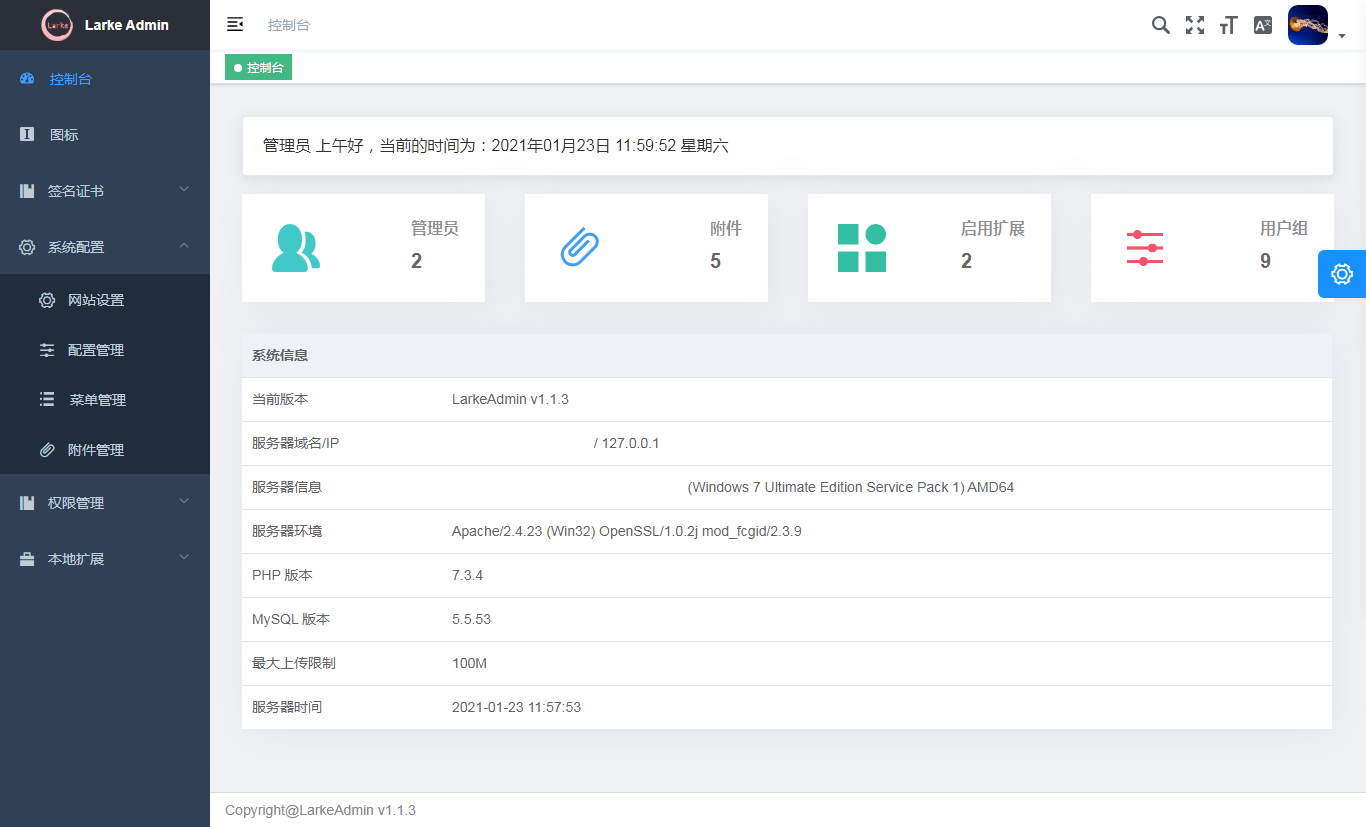 Larke
Larke Admin
控制台
控制台
控制台
图标
签名证书
系统配置
网站设置
配置管理
菜单管理
附件管理
权限管理
本地扩展
管理员 上午好，当前的时间为：2021年01月23日 11:59:52 星期六
管理员
2
附件
5
启用扩展
2
用户组
9
系统信息
当前版本 LarkeAdmin v1.1.3
服务器域名/IP / 127.0.0.1
服务器信息 (Windows 7 Ultimate Edition Service Pack 1) AMD64
服务器环境 Apache/2.4.23 (Win32) OpenSSL/1.0.2j mod_fcgid/2.3.9
PHP 版本 7.3.4
MySQL 版本 5.5.53
最大上传限制 100M
服务器时间 2021-01-23 11:57:53
Copyright@LarkeAdmin v1.1.3